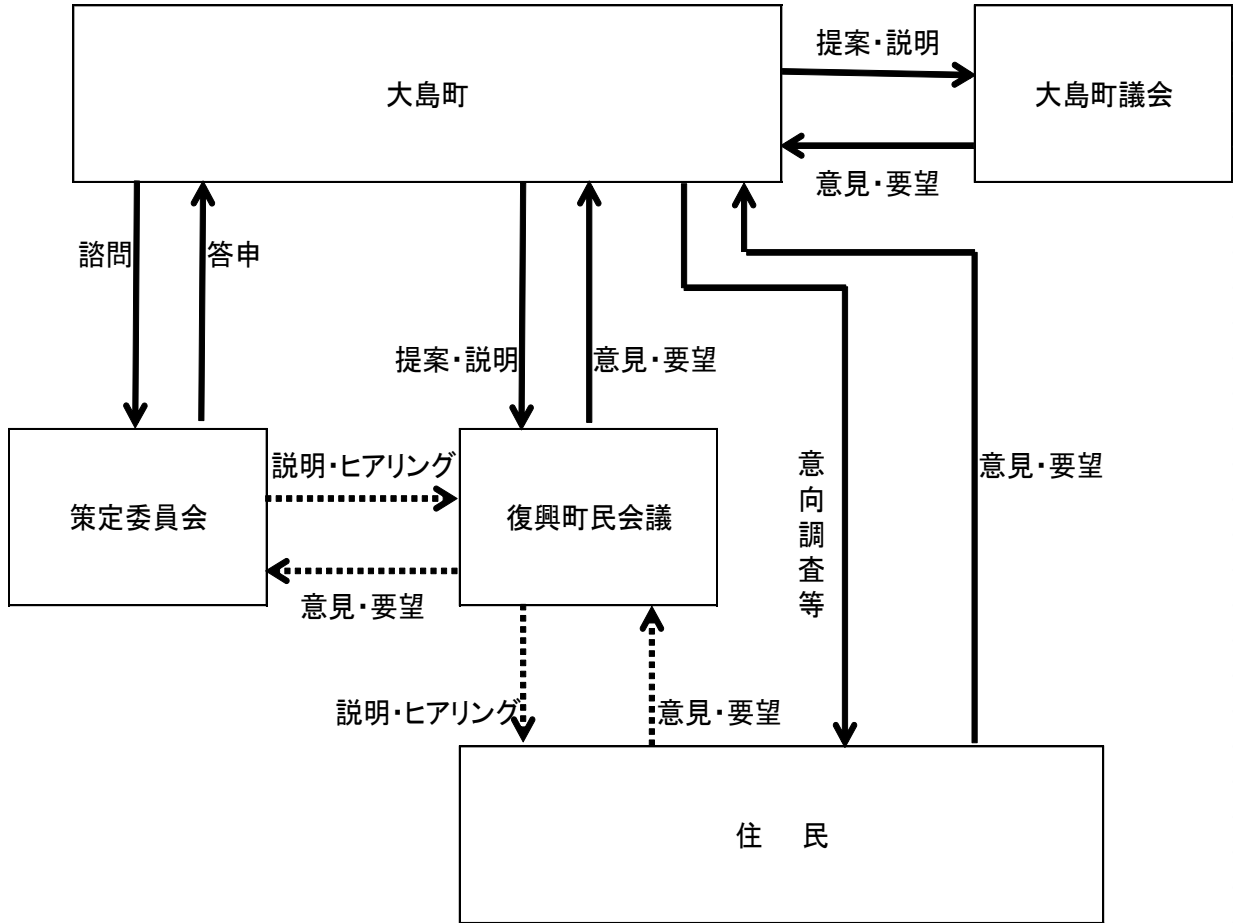 提案・説明
大島町
大島町議会
意見・要望
諮問
答申
提案・説明
意見・要望
意向調査等
意見・要望
説明・ヒアリング
策定委員会
復興町民会議
意見・要望
説明・ヒアリング
意見・要望
住 民